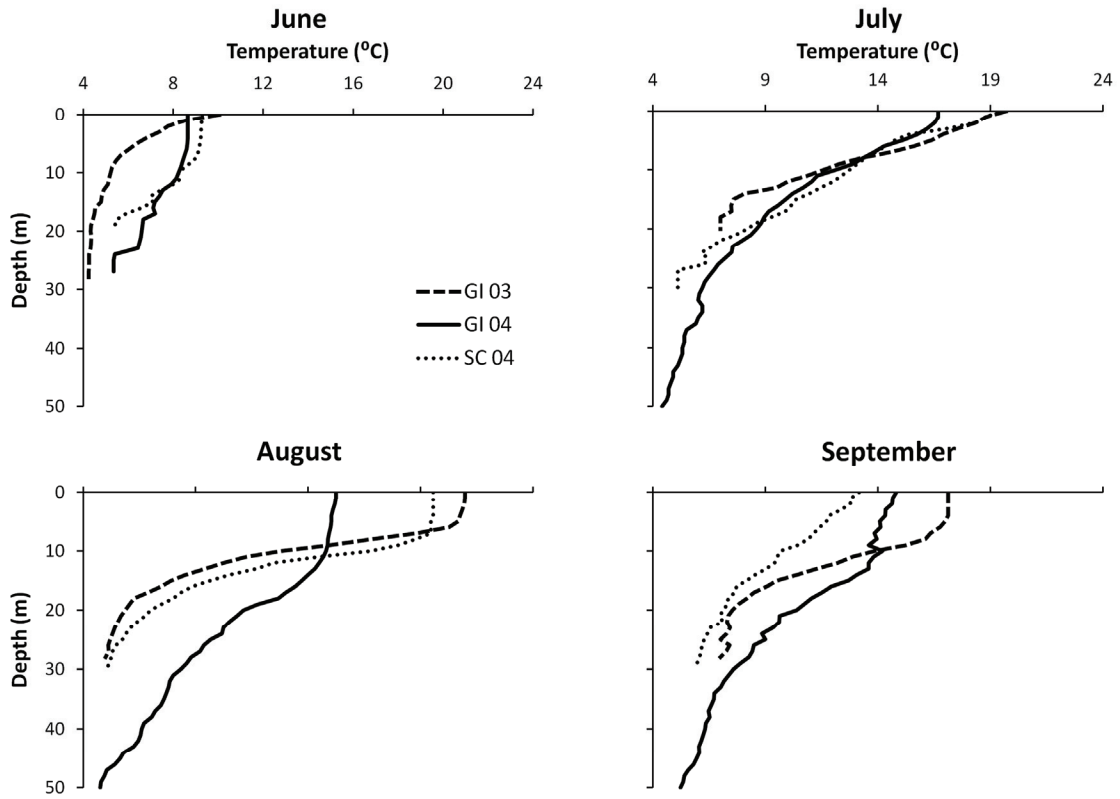 June
Temperature (⁰C)
4 8 12 16 20 24
0
10
20
30
40
50
Depth (m)
GI 03
GI 04
SC 04
July
Temperature (⁰C)
4 9 14 19 24
August
0
10
20
30
40
50
Depth (m)
September